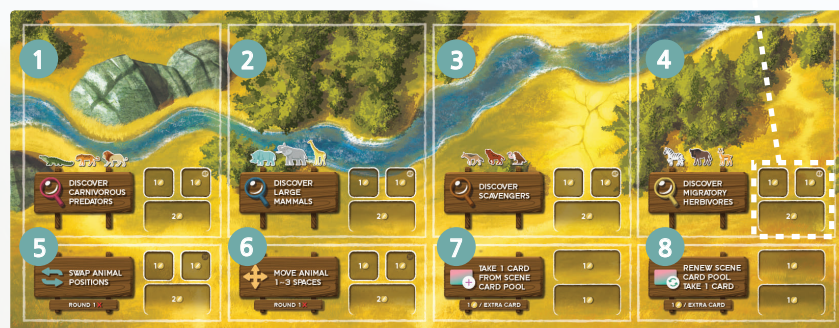 1
2
3
4
DISCOVER
CARNIVOROUS
PREDATORS
1
1
2
DISCOVER
LARGE
MAMMALS
1
1
2
DISCOVER
SCAVENGERS
1
1
2
DISCOVER
MIGRATORY
HERBIVORES
1
1
2
5
6
7
8
SWAP ANIMAL
POSITIONS
ROUND 1
1
1
2
MOVE ANIMAL
1–3 SPACES
ROUND 1
1
1
2
TAKE 1 CARD
FROM SCENE
CARD POOL
1 / EXTRA CARD
1
1
RENEW SCENE
CARD POOL
TAKE 1 CARD
1 / EXTRA CARD
1
1